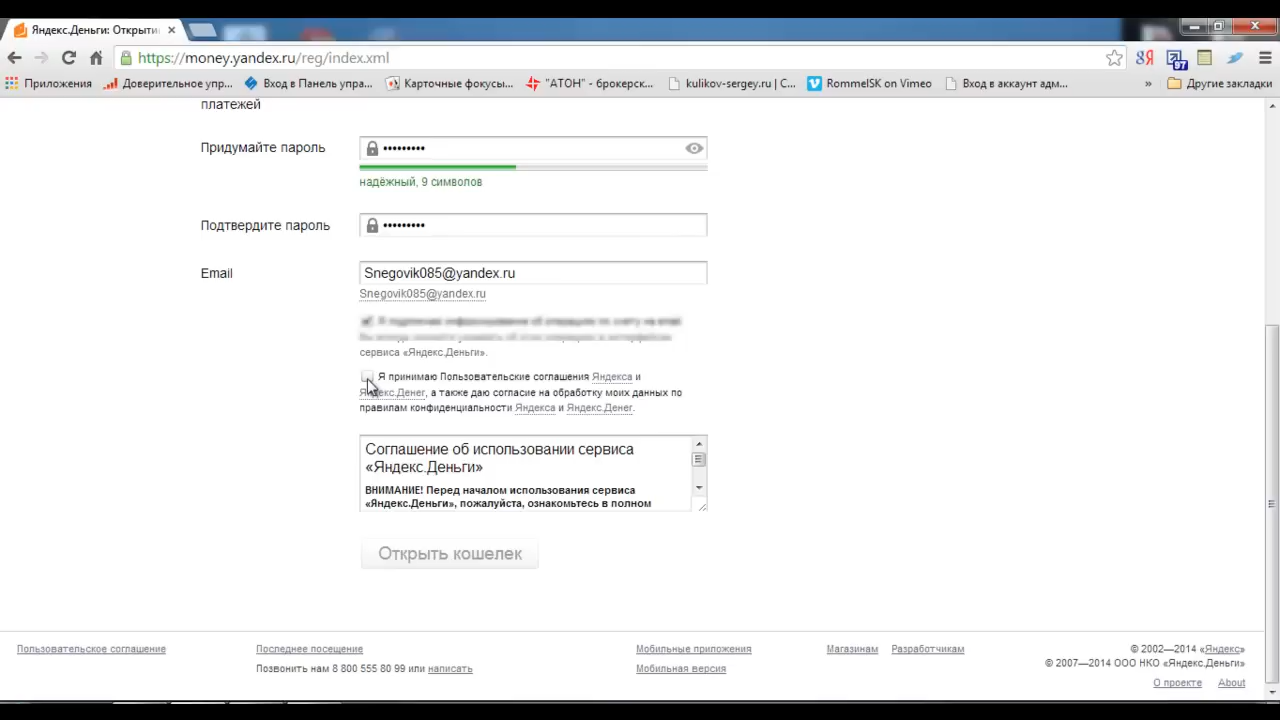 Яндекс.Деньги: Откры
https://money.yandex.ru/reg/index.xml
Приложения Доверительное упр... Вход в Панель упра... Карточные фокусы... "АТОН" - брокерск... kulikov-sergey.ru | С... RommelSK on Vimeo Вход в аккаунт адм... » Другие закладки
платежей
Придумайте пароль •••••••••
надёжный, 9 символов
Подтвердите пароль •••••••••
Email Snegovik085@yandex.ru
Snegovik085@yandex.ru
сервиса «Яндекс.Деньги».
Я принимаю Пользовательские соглашения Яндекса и
Яндекс.Денег, а также даю согласие на обработку моих данных по
правилам конфиденциальности Яндекса и Яндекс.Денег.
Соглашение об использовании сервиса
«Яндекс.Деньги»
ВНИМАНИЕ! Перед началом использования сервиса
«Яндекс.Деньги», пожалуйста, ознакомьтесь в полном
Открыть кошелек
Пользовательское соглашение Последнее посещение Мобильные приложения Магазинам Разработчикам © 2002—2014 «Яндекс»
Позвонить нам 8 800 555 80 99 или написать Мобильная версия © 2007—2014 ООО НКО «Яндекс.Деньги»
О проекте About